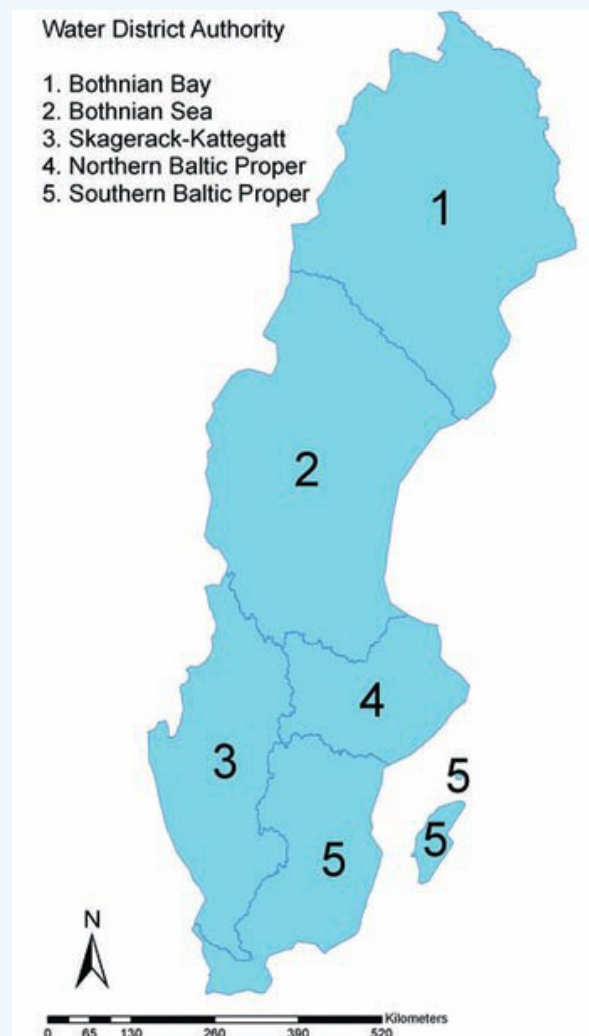 Water District Authority
1. Bothnian Bay
2. Bothnian Sea
3. Skagerack-Kattegatt
4. Northern Baltic Proper
5. Southern Baltic Proper
1
2
4
3
5
5
5
N
Kilometers
0 65 130 260 390 520